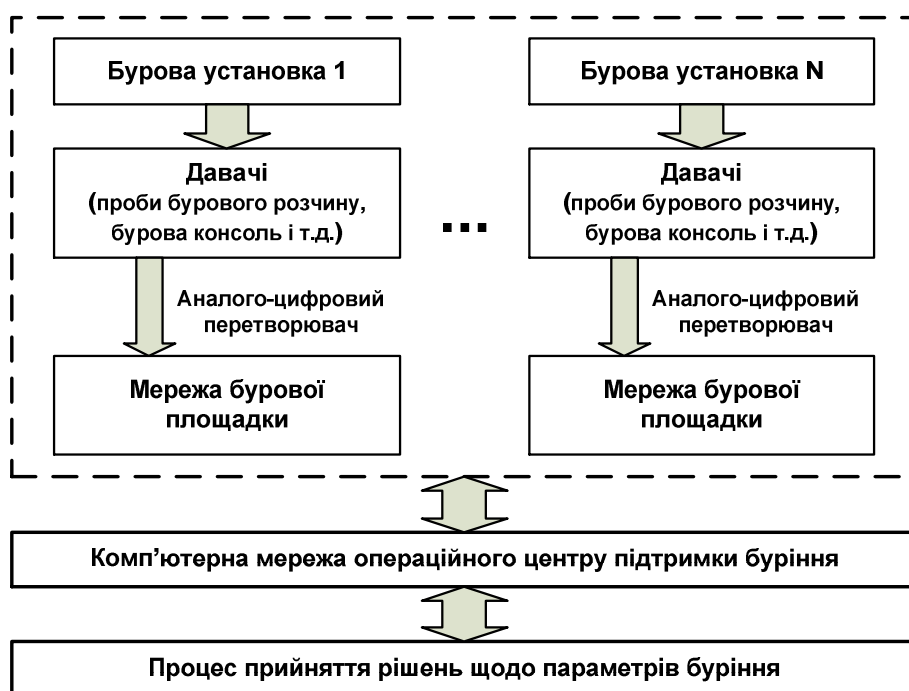 Бурова установка 1
Давачі
(проби бурового розчину,
бурова консоль і т.д.)
Аналого-цифровий
перетворювач
Мережа бурової
площадки
...
Бурова установка N
Давачі
(проби бурового розчину,
бурова консоль і т.д.)
Аналого-цифровий
перетворювач
Мережа бурової
площадки
Комп’ютерна мережа операційного центру підтримки буріння
Процес прийняття рішень щодо параметрів буріння